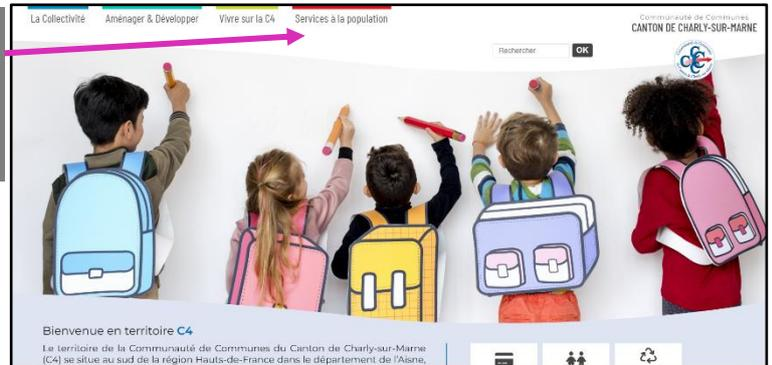 La Collectivité Aménager & Développer Vivre sur la C4 Services à la population
Communauté de Communes
CANTON DE CHARLY-SUR-MARNE
Rechercher OK
Bienvenue en territoire C4
Le territoire de la Communauté de Communes du Canton de Charly-sur-Marne
(C4) se situe au sud de la région Hauts-de-France dans le département de l'Aisne,